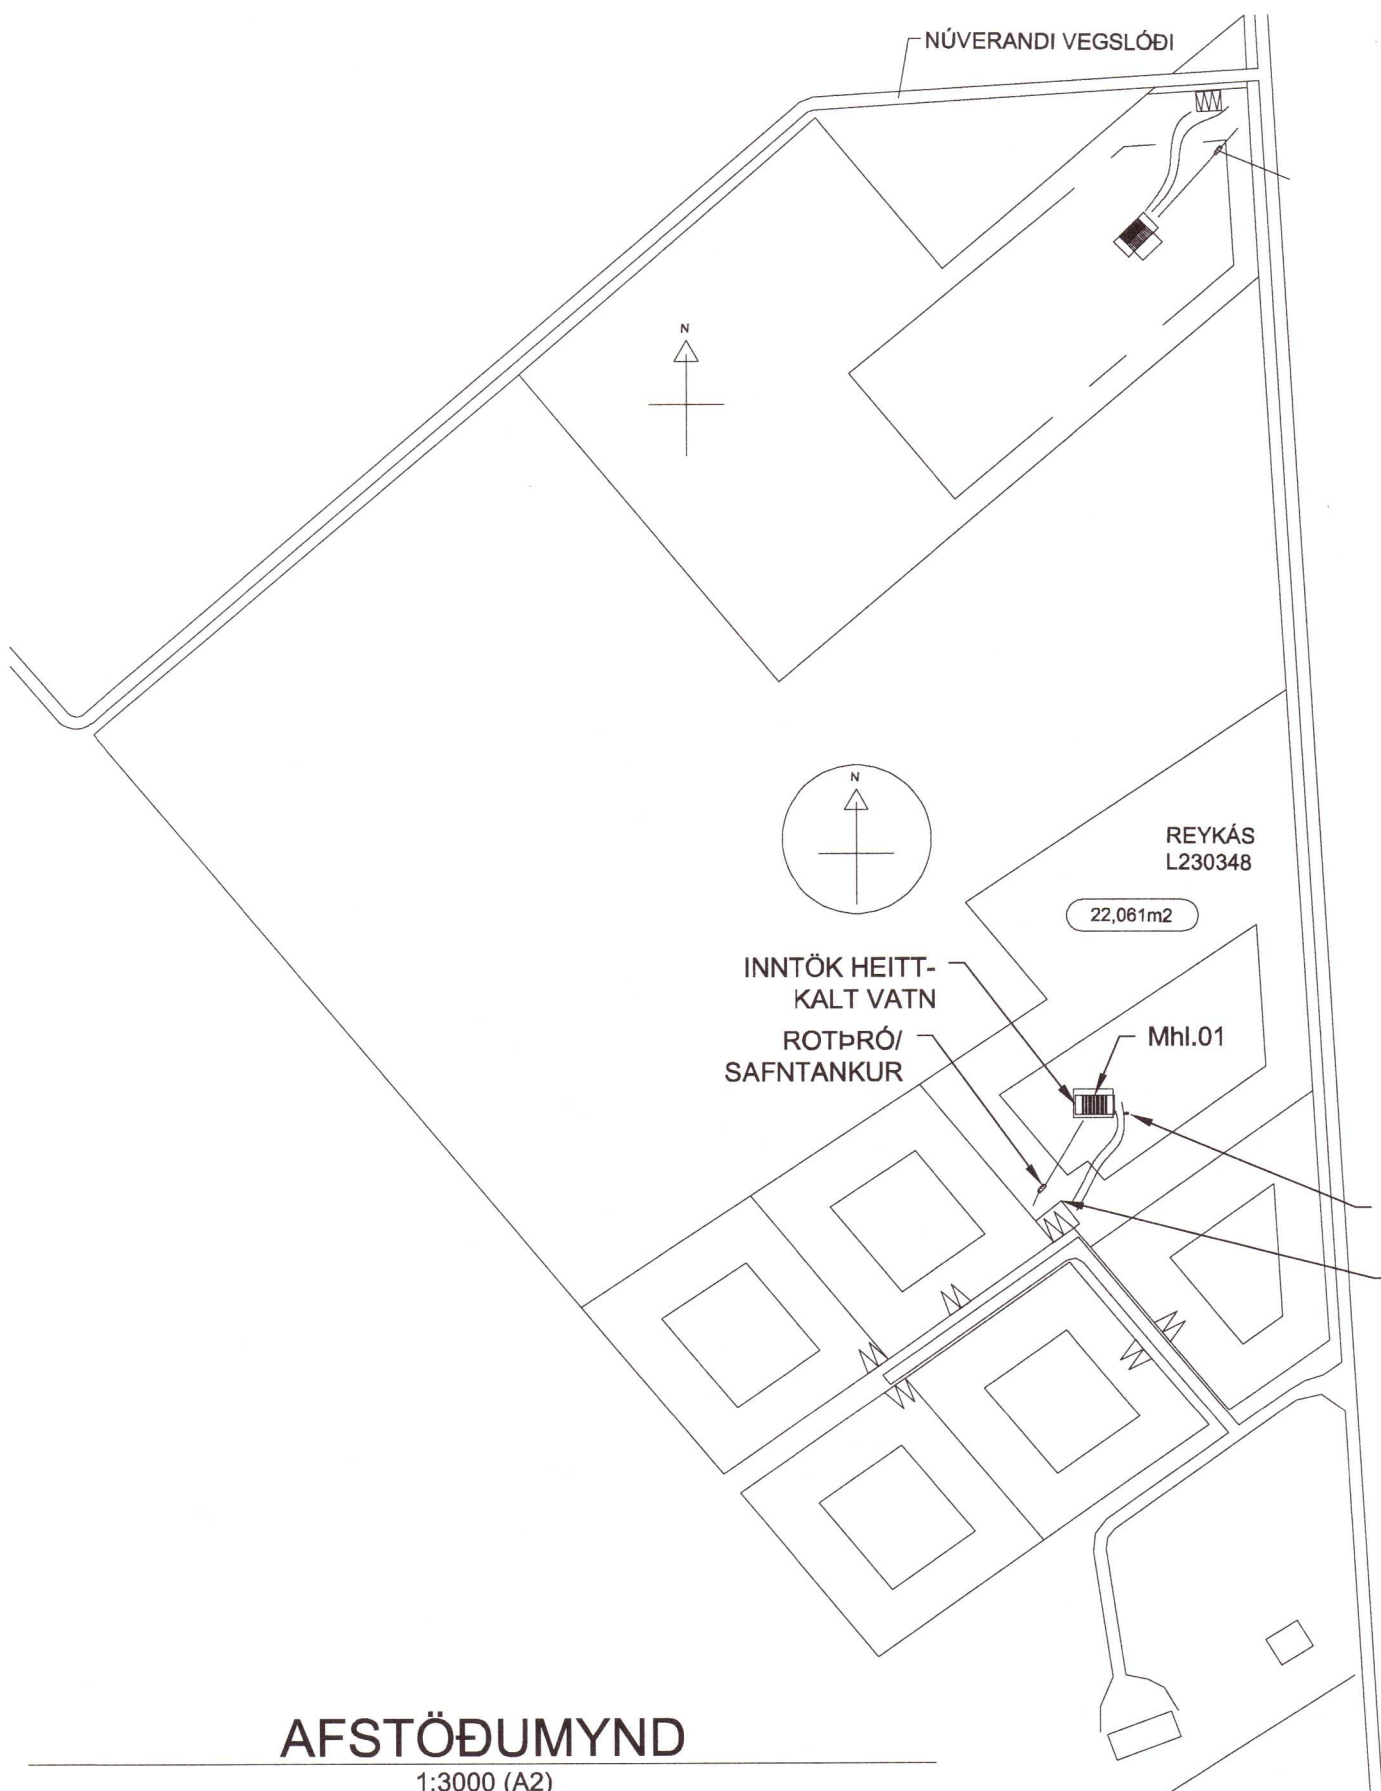 NÚVERANDI VEGSLÓÐI
N
N
REYKÁS
L230348
22,061m2
INNTÖK HEITT-
KALT VATN
ROTÞRÓ/
SAFNTANKUR
Mhl.01
AFSTÖÐUMYND
1:3000 (A2)